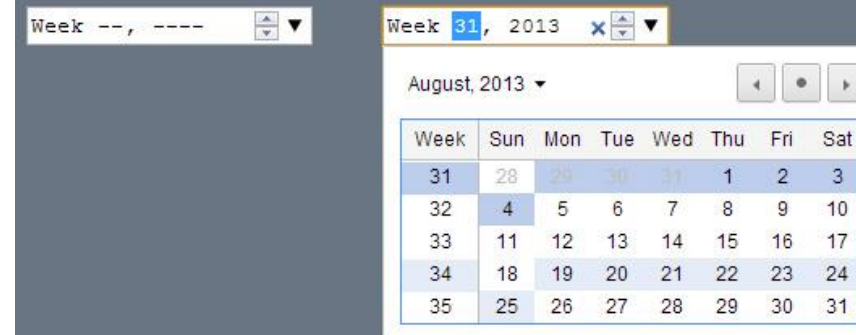 Week --, ----
Week 31, 2013
August, 2013
Week Sun Mon Tue Wed Thu Fri Sat
31 28 29 30 31 1 2 3
32 4 5 6 7 8 9 10
33 11 12 13 14 15 16 17
34 18 19 20 21 22 23 24
35 25 26 27 28 29 30 31